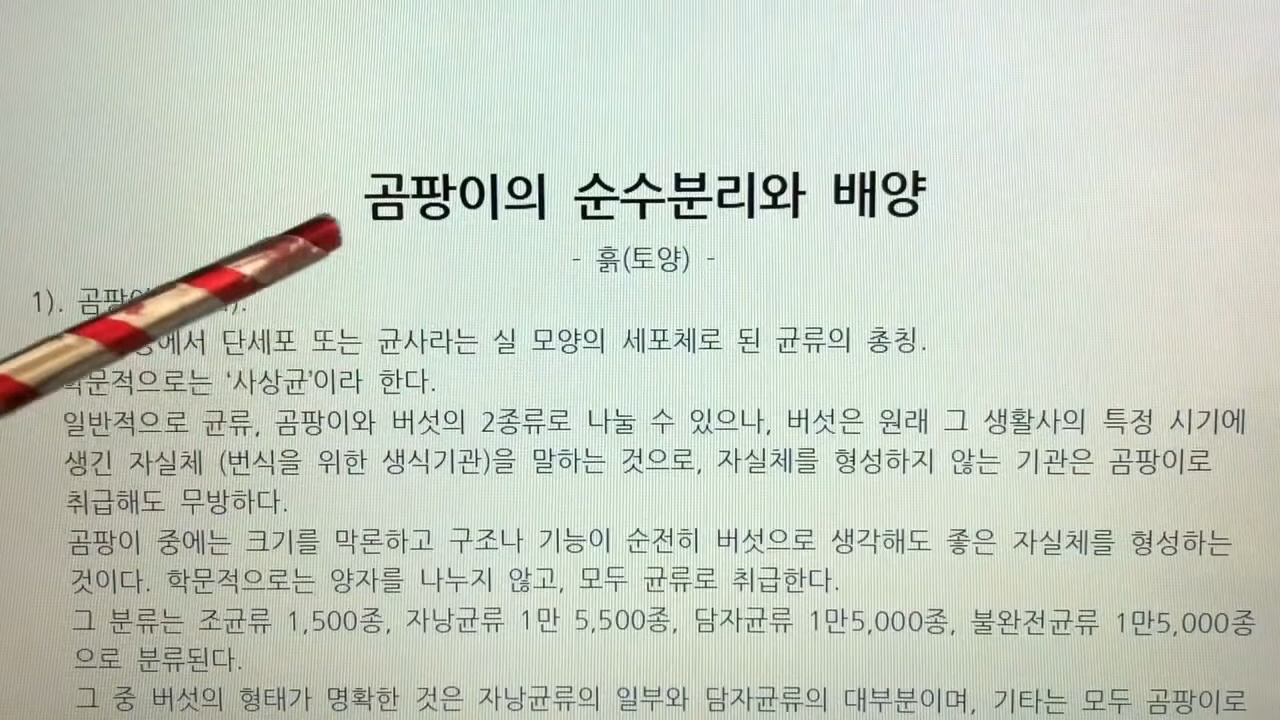 곰팡이의 순수분리와 배양
- 흙(토양) -
1). 곰팡
단세포 또는 균사라는 실 모양의 세포체로 된 균류의 총칭.
학문적으로는 ‘사상균’이라 한다.
일반적으로 균류, 곰팡이와 버섯의 2종류로 나눌 수 있으나, 버섯은 원래 그 생활사의 특정 시기에
생긴 자실체 (번식을 위한 생식기관)을 말하는 것으로, 자실체를 형성하지 않는 기관은 곰팡이로
취급해도 무방하다.
곰팡이 중에는 크기를 막론하고 구조나 기능이 순전히 버섯으로 생각해도 좋은 자실체를 형성하는
것이다. 학문적으로는 양자를 나누지 않고, 모두 균류로 취급한다.
그 분류는 조균류 1,500종, 자낭균류 1만 5,500종, 담자균류 1만5,000종, 불완전균류 1만5,000종
으로 분류된다.
그 중 버섯의 형태가 명확한 것은 자낭균류의 일부와 담자균류의 대부분이며, 기타는 모두 곰팡이로